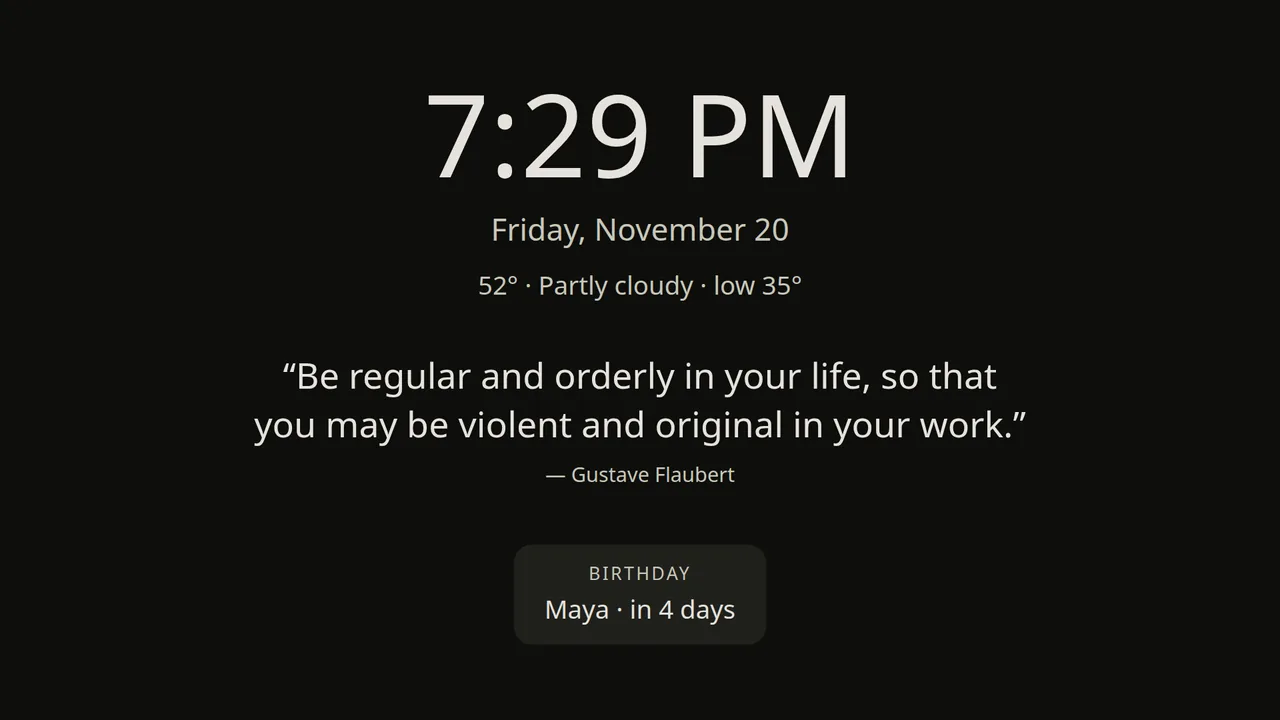 7:29 PM
Friday, November 20
52° · Partly cloudy · low 35°
“Be regular and orderly in your life, so that
you may be violent and original in your work.”
— Gustave Flaubert
BIRTHDAY
Maya · in 4 days